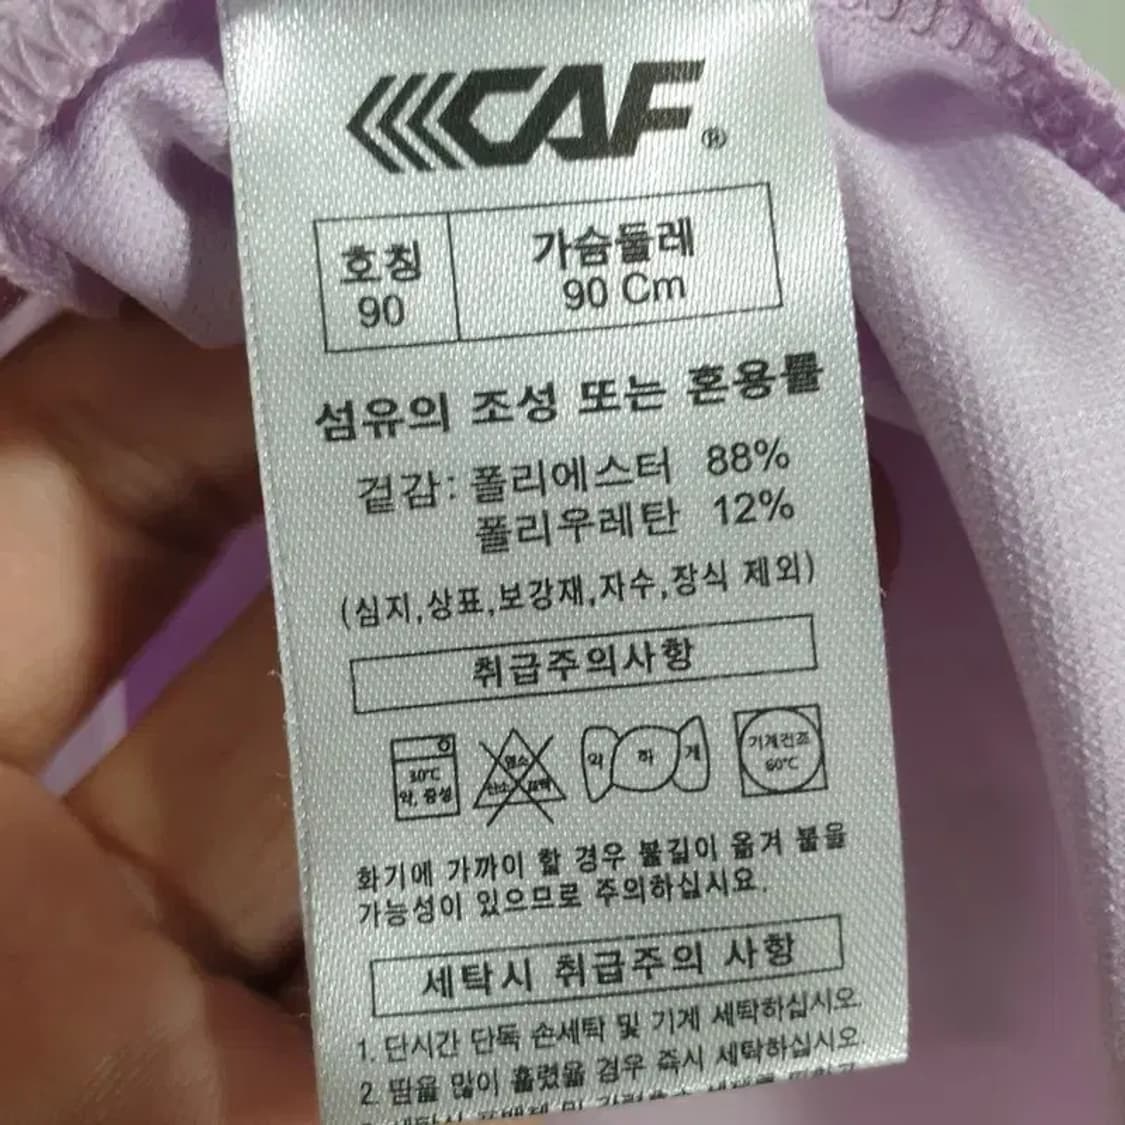 CAF®
호칭 가슴둘레
90 90 Cm
섬유의 조성 또는 혼용률
겉감: 폴리에스터 88%
폴리우레탄 12%
(심지,상표,보강재,자수,장식 제외)
취급주의사항
30℃
약, 중성
염소
산소 표백
약 하 게
기계건조
60℃
화기에 가까이 할 경우 불길이 옮겨 붙을
가능성이 있으므로 주의하십시요.
세탁시 취급주의 사항
1. 단시간 단독 손세탁 및 기계 세탁하십시오.
2. 땀을 많이 흘렸을 경우 즉시 세탁하십시오.